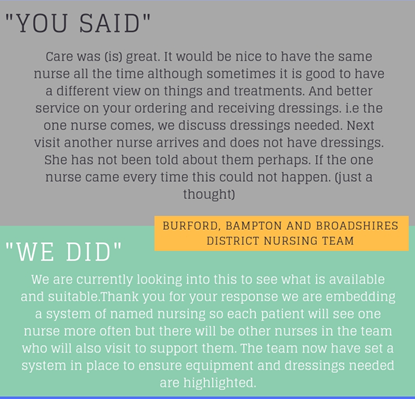 "YOU SAID"
Care was (is) great. It would be nice to have the same
nurse all the time although sometimes it is good to have
a different view on things and treatments. And better
service on your ordering and receiving dressings. i.e the
one nurse comes, we discuss dressings needed. Next
visit another nurse arrives and does not have dressings.
She has not been told about them perhaps. If the one
nurse came every time this could not happen. (just a
thought)
BURFORD, BAMPTON AND BROADSHIRES
DISTRICT NURSING TEAM
"WE DID"
We are currently looking into this to see what is available
and suitable.Thank you for your response we are embedding
a system of named nursing so each patient will see one
nurse more often but there will be other nurses in the team
who will also visit to support them. The team now have set a
system in place to ensure equipment and dressings needed
are highlighted.